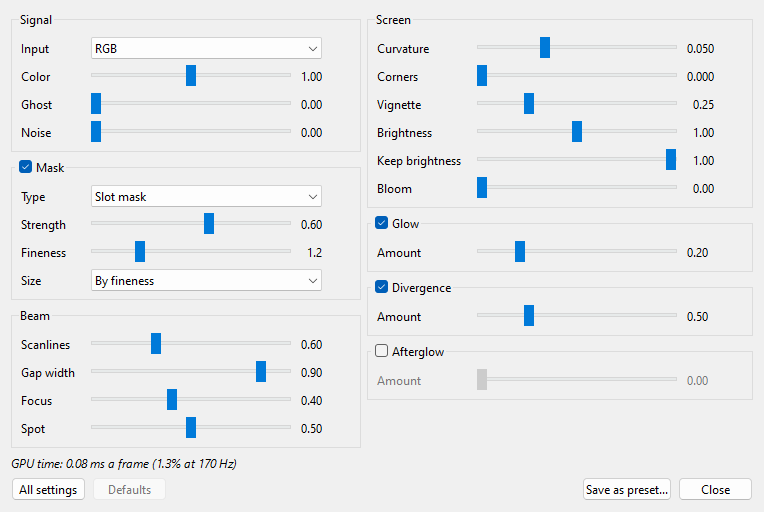 Signal
Input RGB
Color 1.00
Ghost 0.00
Noise 0.00
Mask
Type Slot mask
Strength 0.60
Fineness 1.2
Size By fineness
Beam
Scanlines 0.60
Gap width 0.90
Focus 0.40
Spot 0.50
Screen
Curvature 0.050
Corners 0.000
Vignette 0.25
Brightness 1.00
Keep brightness 1.00
Bloom 0.00
Glow
Amount 0.20
Divergence
Amount 0.50
Afterglow
Amount 0.00
GPU time: 0.08 ms a frame (1.3% at 170 Hz)
All settings Defaults Save as preset... Close